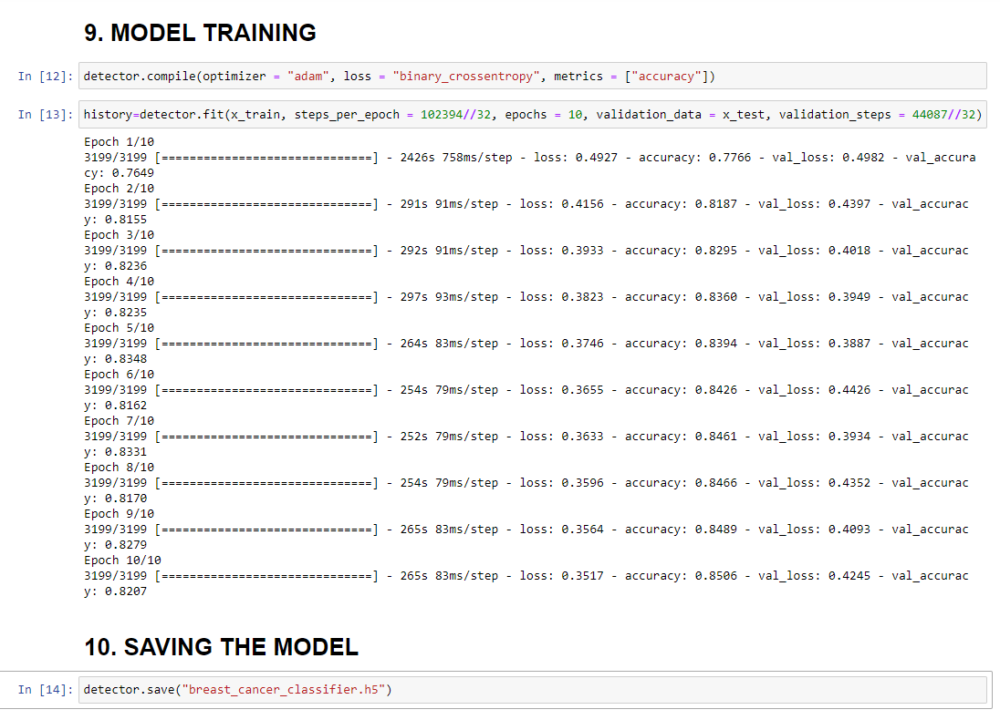 9. MODEL TRAINING
In [12]: detector.compile(optimizer = "adam", loss = "binary_crossentropy", metrics = ["accuracy"])
In [13]: history=detector.fit(x_train, steps_per_epoch = 102394//32, epochs = 10, validation_data = x_test, validation_steps = 44087//32)
Epoch 1/10
3199/3199 [==============================] - 2426s 758ms/step - loss: 0.4927 - accuracy: 0.7766 - val_loss: 0.4982 - val_accura
cy: 0.7649
Epoch 2/10
3199/3199 [==============================] - 291s 91ms/step - loss: 0.4156 - accuracy: 0.8187 - val_loss: 0.4397 - val_accurac
y: 0.8155
Epoch 3/10
3199/3199 [==============================] - 292s 91ms/step - loss: 0.3933 - accuracy: 0.8295 - val_loss: 0.4018 - val_accurac
y: 0.8236
Epoch 4/10
3199/3199 [==============================] - 297s 93ms/step - loss: 0.3823 - accuracy: 0.8360 - val_loss: 0.3949 - val_accurac
y: 0.8235
Epoch 5/10
3199/3199 [==============================] - 264s 83ms/step - loss: 0.3746 - accuracy: 0.8394 - val_loss: 0.3887 - val_accurac
y: 0.8348
Epoch 6/10
3199/3199 [==============================] - 254s 79ms/step - loss: 0.3655 - accuracy: 0.8426 - val_loss: 0.4426 - val_accurac
y: 0.8162
Epoch 7/10
3199/3199 [==============================] - 252s 79ms/step - loss: 0.3633 - accuracy: 0.8461 - val_loss: 0.3934 - val_accurac
y: 0.8331
Epoch 8/10
3199/3199 [==============================] - 254s 79ms/step - loss: 0.3596 - accuracy: 0.8466 - val_loss: 0.4352 - val_accurac
y: 0.8170
Epoch 9/10
3199/3199 [==============================] - 265s 83ms/step - loss: 0.3564 - accuracy: 0.8489 - val_loss: 0.4093 - val_accurac
y: 0.8279
Epoch 10/10
3199/3199 [==============================] - 265s 83ms/step - loss: 0.3517 - accuracy: 0.8506 - val_loss: 0.4245 - val_accurac
y: 0.8207
10. SAVING THE MODEL
In [14]: detector.save("breast_cancer_classifier.h5")